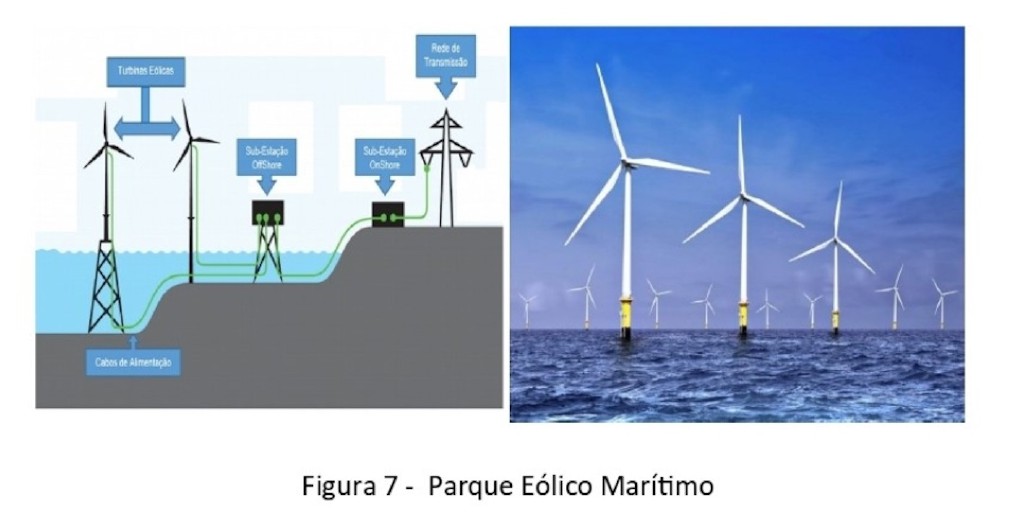 Rede de
Transmissão
Turbinas Eólicas
Sub-Estação
OffShore
Sub-Estação
OnShore
Cabos de Alimentação
Figura 7 - Parque Eólico Marítimo